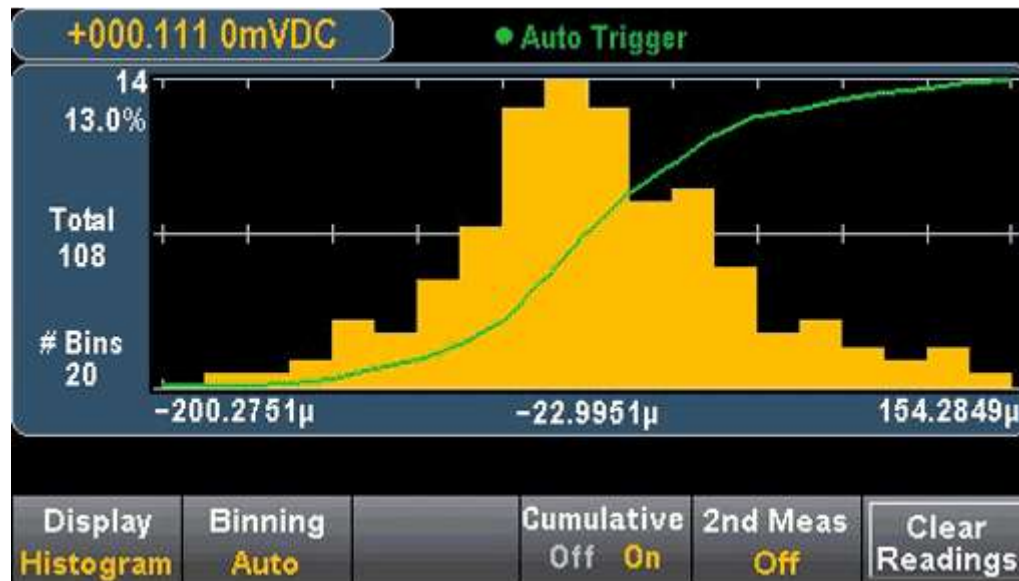 +000.111 0mVDC
Auto Trigger
14
13.0%
Total
108
# Bins
20
-200.2751µ
-22.9951µ
154.2849µ
Display
Histogram
Binning
Auto
Cumulative
Off On
2nd Meas
Off
Clear
Readings